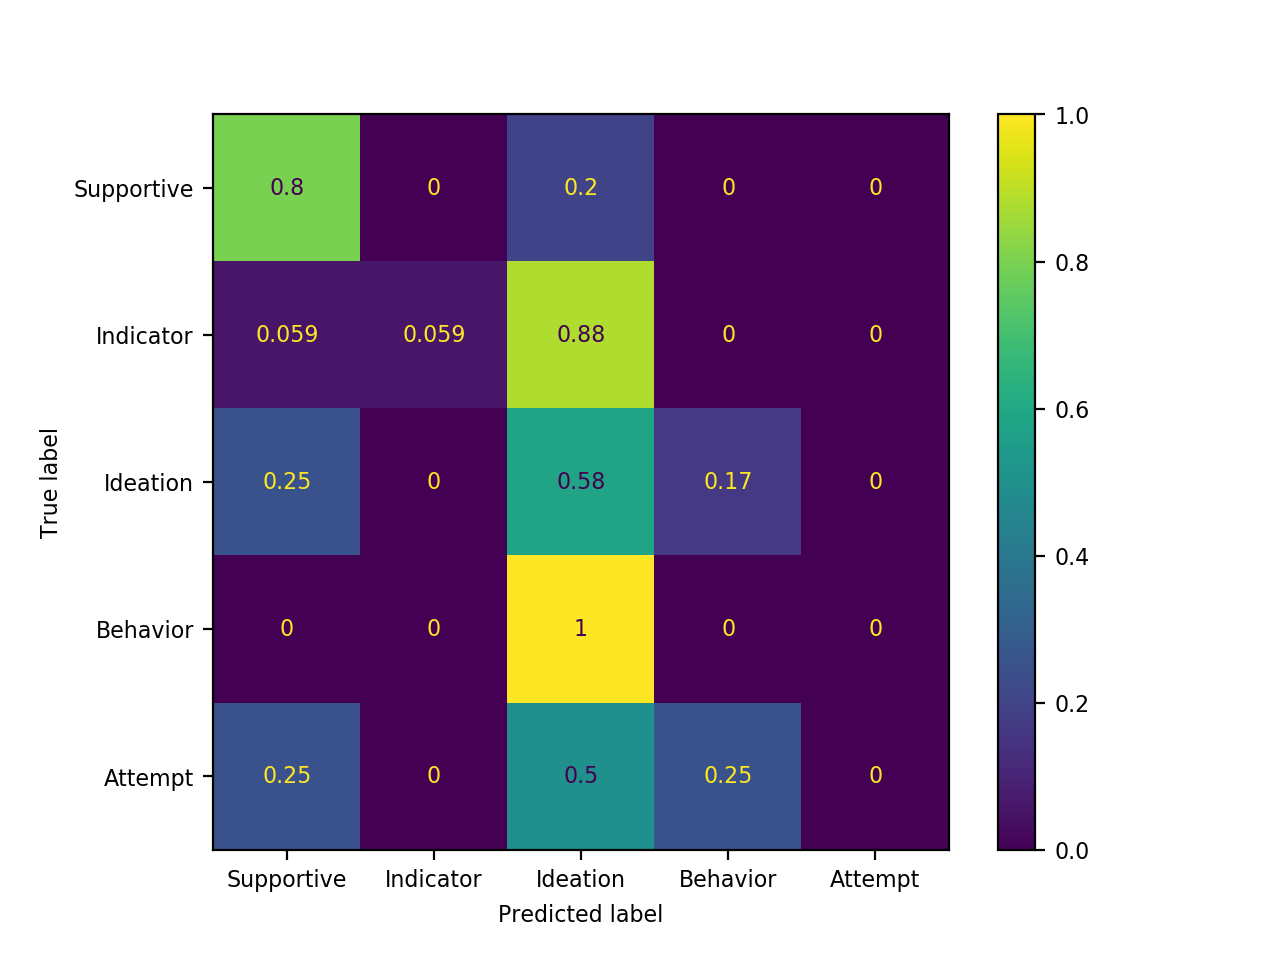 Supportive 0.8 0 0.2 0 0
Indicator 0.059 0.059 0.88 0 0
Ideation 0.25 0 0.58 0.17 0
Behavior 0 0 1 0 0
Attempt 0.25 0 0.5 0.25 0
Supportive Indicator Ideation Behavior Attempt
Predicted label
True label
1.0
0.8
0.6
0.4
0.2
0.0